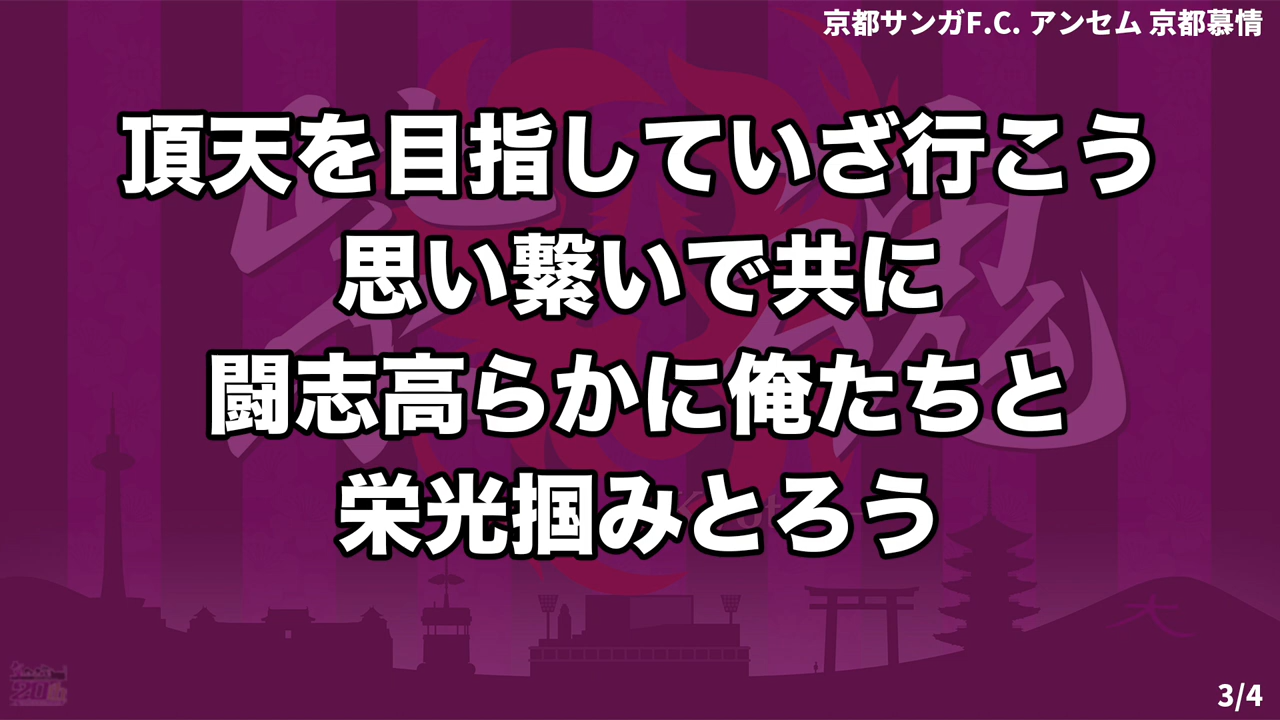 京都サンガF.C. アンセム 京都慕情
頂天を目指していざ行こう
思い繋いで共に
闘志高らかに俺たちと
栄光掴みとろう
大
3/4